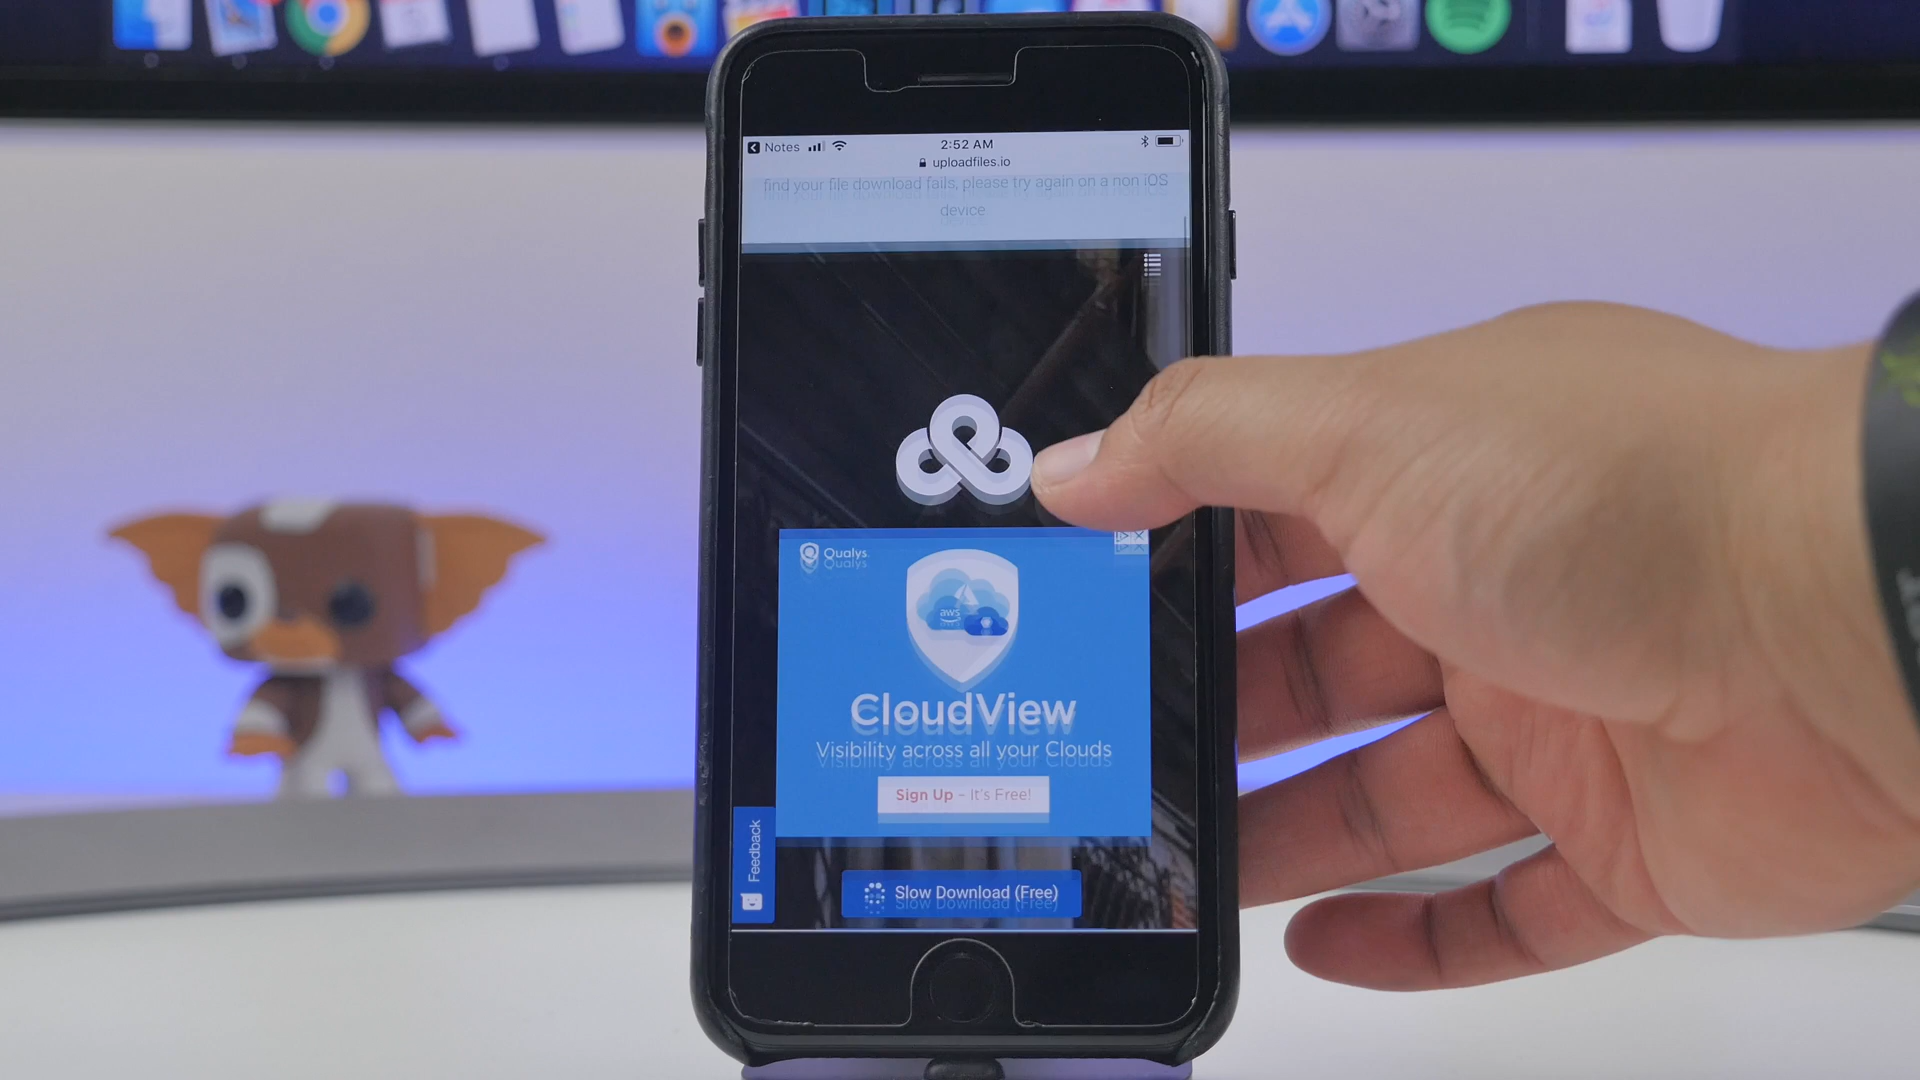 Notes
2:52 AM
uploadfiles.io
find your file download fails, please try again on a non iOS
device
Qualys.
aws
CloudView
Visibility across all your Clouds
Sign Up - It's Free!
Feedback
Slow Download (Free)